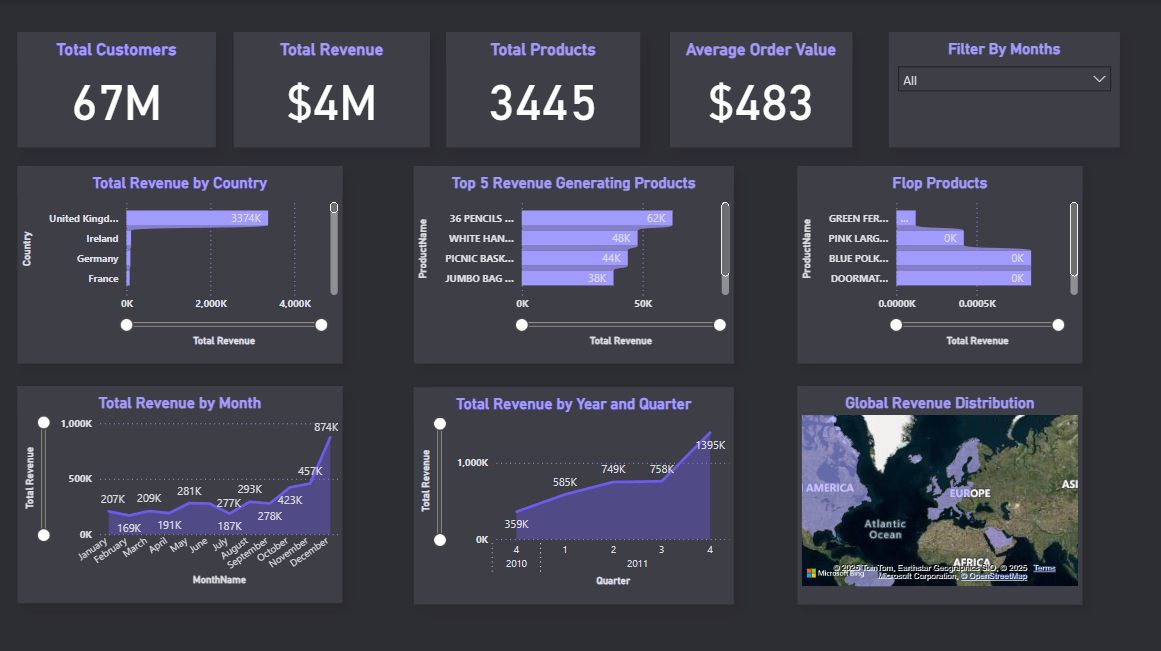 Total Customers
67M
Total Revenue
$4M
Total Products
3445
Average Order Value
$483
Filter By Months
All
Total Revenue by Country
Country
United Kingd...
3374K
Ireland
Germany
France
0K 2,000K 4,000K
Total Revenue
Top 5 Revenue Generating Products
ProductName
36 PENCILS ...
62K
WHITE HAN...
48K
PICNIC BASK...
44K
JUMBO BAG ...
38K
0K 50K
Total Revenue
Flop Products
ProductName
GREEN FER...
...
PINK LARG...
0K
BLUE POLK...
0K
DOORMAT...
0K
0.0000K 0.0005K
Total Revenue
Total Revenue by Month
Total Revenue
1,000K
500K
0K
207K
169K
209K
191K
281K
277K
187K
293K
278K
423K
457K
874K
January
February
March
April
May
June
July
August
September
October
November
December
MonthName
Total Revenue by Year and Quarter
Total Revenue
1,000K
0K
359K
585K
749K
758K
1395K
4 1 2 3 4
2010 2011
Quarter
Global Revenue Distribution
AMERICA
EUROPE
ASI
Atlantic
Ocean
AFRICA
Microsoft Bing
© 2025 TomTom, Earthstar Geographics SIO, © 2025
Microsoft Corporation, © OpenStreetMap
Terms